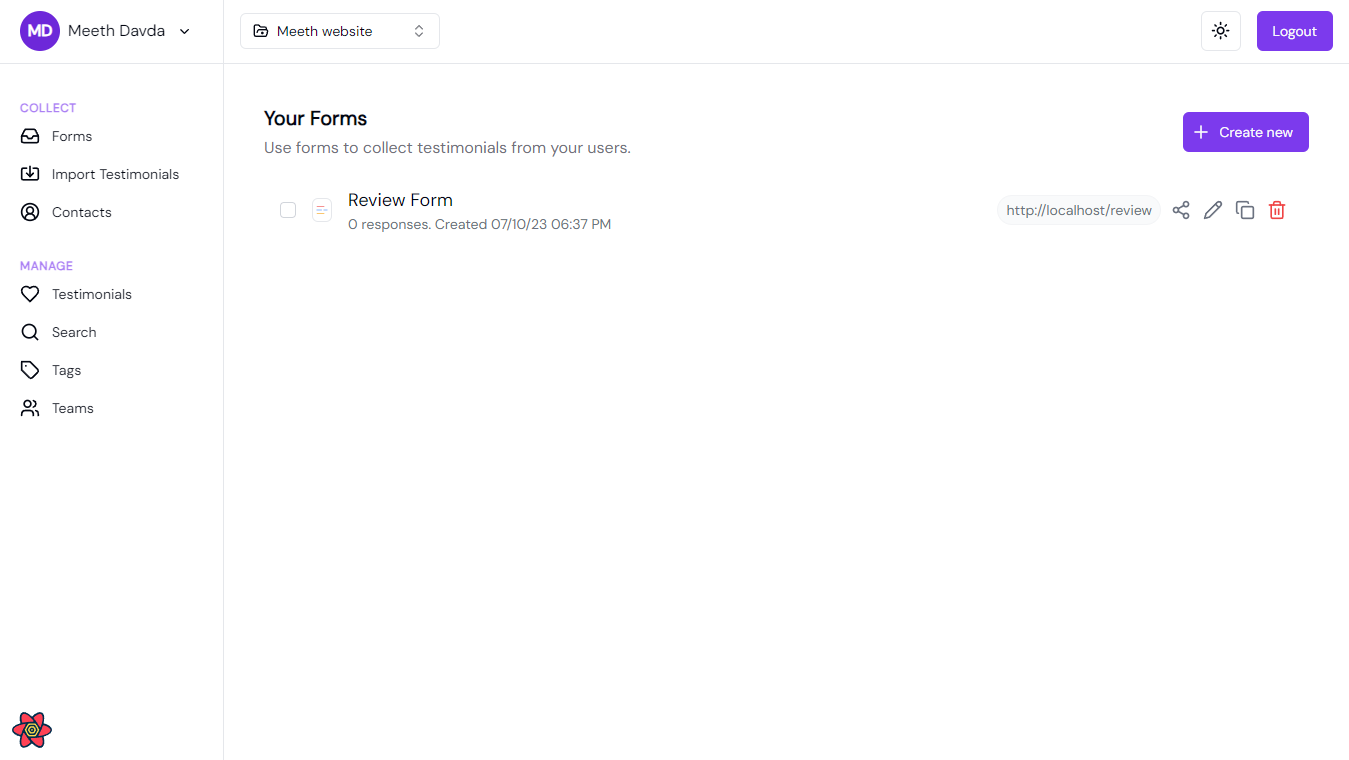 MD Meeth Davda
Meeth website
Logout
COLLECT
Forms
Import Testimonials
Contacts
MANAGE
Testimonials
Search
Tags
Teams
Your Forms
Use forms to collect testimonials from your users.
Create new
Review Form
0 responses. Created 07/10/23 06:37 PM
http://localhost/review